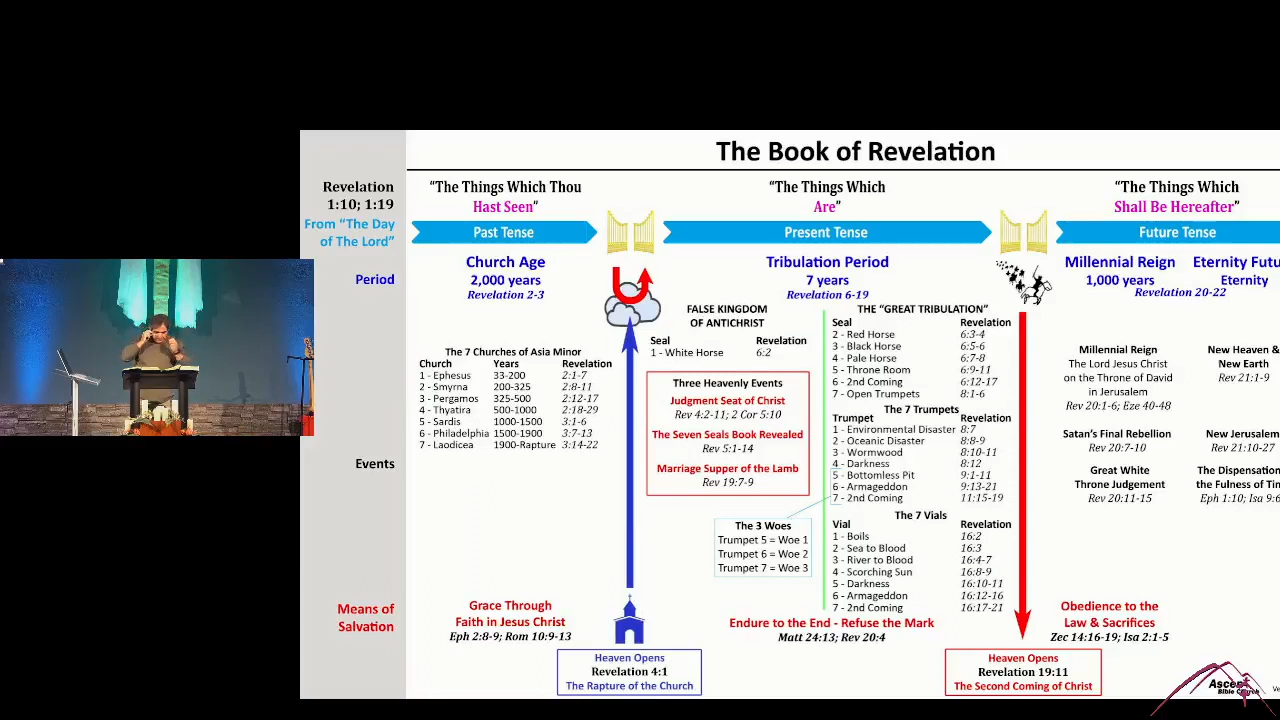 The Book of Revelation
Revelation
1:10; 1:19
From “The Day
of The Lord”
“The Things Which Thou
Hast Seen”
“The Things Which
Are”
“The Things Which
Shall Be Hereafter”
Past Tense
Present Tense
Future Tense
Period
Church Age
2,000 years
Revelation 2-3
Tribulation Period
7 years
Revelation 6-19
Millennial Reign
1,000 years
Eternity Futu
Eternity
Revelation 20-22
Events
The 7 Churches of Asia Minor
Church Years Revelation
1 - Ephesus 33-200 2:1-7
2 - Smyrna 200-325 2:8-11
3 - Pergamos 325-500 2:12-17
4 - Thyatira 500-1000 2:18-29
5 - Sardis 1000-1500 3:1-6
6 - Philadelphia 1500-1900 3:7-13
7 - Laodicea 1900-Rapture 3:14-22
FALSE KINGDOM
OF ANTICHRIST
Seal Revelation
1 - White Horse 6:2
Three Heavenly Events
Judgment Seat of Christ
Rev 4:2-11; 2 Cor 5:10
The Seven Seals Book Revealed
Rev 5:1-14
Marriage Supper of the Lamb
Rev 19:7-9
The 3 Woes
Trumpet 5 = Woe 1
Trumpet 6 = Woe 2
Trumpet 7 = Woe 3
THE “GREAT TRIBULATION”
Seal Revelation
2 - Red Horse 6:3-4
3 - Black Horse 6:5-6
4 - Pale Horse 6:7-8
5 - Throne Room 6:9-11
6 - 2nd Coming 6:12-17
7 - Open Trumpets 8:1-6
The 7 Trumpets
Trumpet Revelation
1 - Environmental Disaster 8:7
2 - Oceanic Disaster 8:8-9
3 - Wormwood 8:10-11
4 - Darkness 8:12
5 - Bottomless Pit 9:1-11
6 - Armageddon 9:13-21
7 - 2nd Coming 11:15-19
The 7 Vials
Vial Revelation
1 - Boils 16:2
2 - Sea to Blood 16:3
3 - River to Blood 16:4-7
4 - Scorching Sun 16:8-9
5 - Darkness 16:10-11
6 - Armageddon 16:12-16
7 - 2nd Coming 16:17-21
Millennial Reign
The Lord Jesus Christ
on the Throne of David
in Jerusalem
Rev 20:1-6; Eze 40-48
Satan’s Final Rebellion
Rev 20:7-10
Great White
Throne Judgement
Rev 20:11-15
New Heaven &
New Earth
Rev 21:1-9
New Jerusalem
Rev 21:10-27
The Dispensation
the Fulness of Tim
Eph 1:10; Isa 9:6
Means of
Salvation
Grace Through
Faith in Jesus Christ
Eph 2:8-9; Rom 10:9-13
Endure to the End - Refuse the Mark
Matt 24:13; Rev 20:4
Obedience to the
Law & Sacrifices
Zec 14:16-19; Isa 2:1-5
Heaven Opens
Revelation 4:1
The Rapture of the Church
Heaven Opens
Revelation 19:11
The Second Coming of Christ
Ascent
Bible Church
Ve